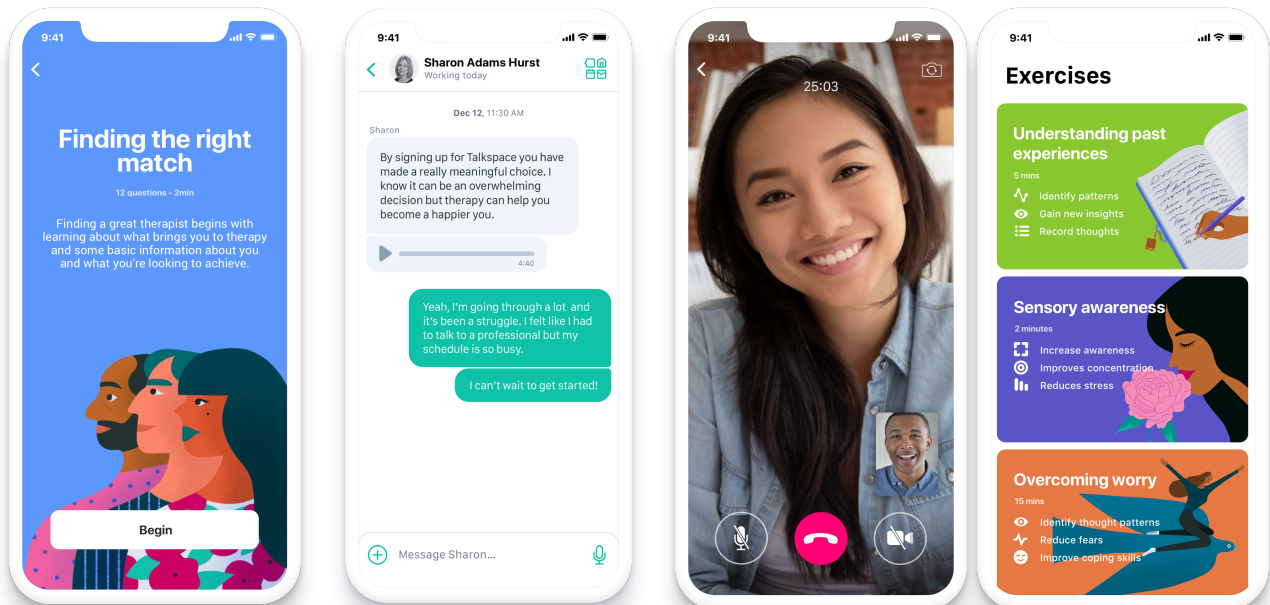 9:41
Finding the right
match
12 questions - 2min
Finding a great therapist begins with
learning about what brings you to therapy
and some basic information about you
and what you're looking to achieve.
Begin
9:41
Sharon Adams Hurst
Working today
Dec 12, 11:30 AM
Sharon
By signing up for Talkspace you have
made a really meaningful choice. I
know it can be an overwhelming
decision but therapy can help you
become a happier you.
4:40
Yeah, I'm going through a lot and
it's been a struggle. I felt like I had
to talk to a professional but my
schedule is so busy.
I can't wait to get started!
Message Sharon...
9:41
25:03
9:41
Exercises
Understanding past
experiences
5 mins
Identify patterns
Gain new insights
Record thoughts
Sensory awareness
2 minutes
Increase awareness
Improves concentration
Reduces stress
Overcoming worry
15 mins
Identify thought patterns
Reduce fears
Improve coping skills